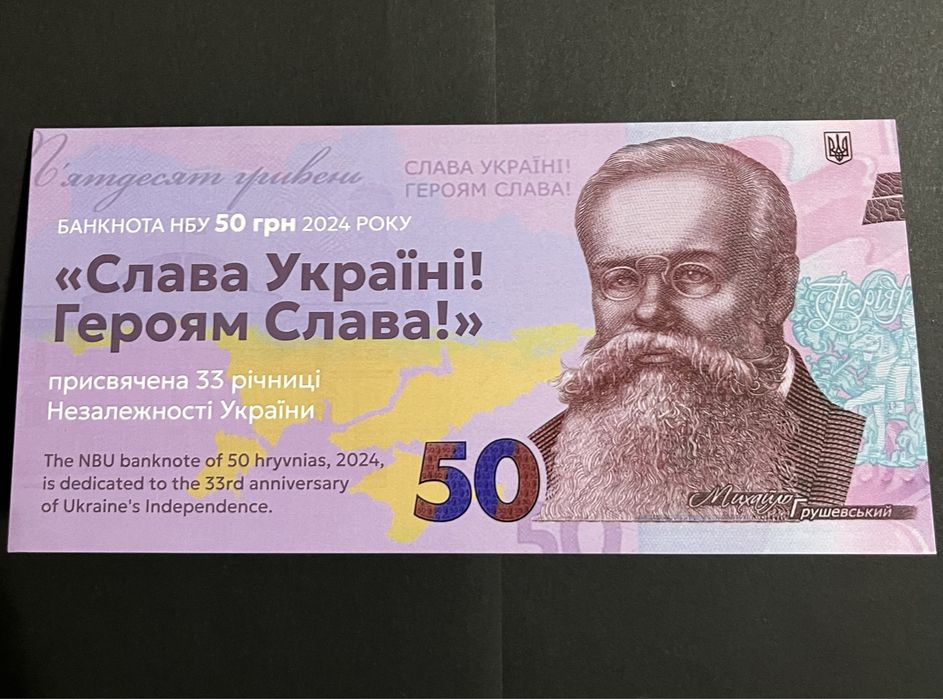 П'ятдесят гривень
СЛАВА УКРАЇНІ!
ГЕРОЯМ СЛАВА!
БАНКНОТА НБУ 50 грн 2024 РОКУ
«Слава Україні!
Героям Слава!»
присвячена 33 річниці
Незалежності України
The NBU banknote of 50 hryvnias, 2024,
is dedicated to the 33rd anniversary
of Ukraine's Independence.
50
Михайло
Грушевський
50